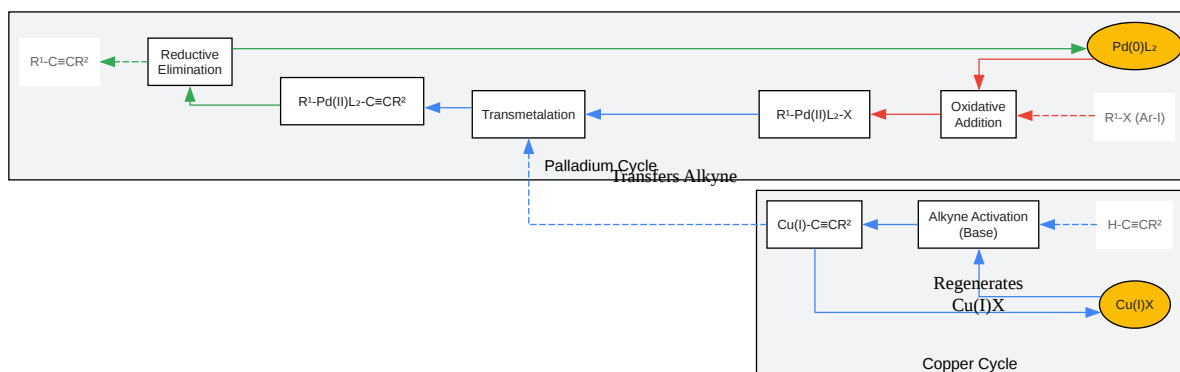 Pd(0)L₂
R¹-C≡CR²
Reductive
Elimination
R¹-Pd(II)L₂-C≡CR²
Transmetalation
R¹-Pd(II)L₂-X
Oxidative
Addition
R¹-X (Ar-I)
Palladium Cycle
Transfers Alkyne
Cu(I)-C≡CR²
Alkyne Activation
(Base)
H-C≡CR²
Regenerates
Cu(I)X
Cu(I)X
Copper Cycle